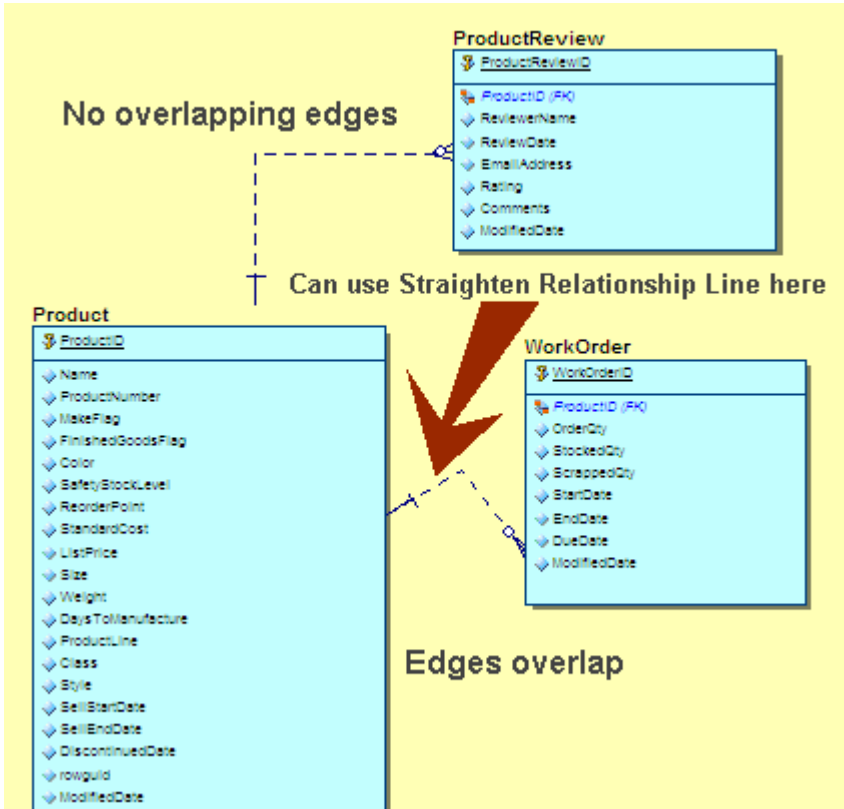 ProductReview
ProductReviewID
ProductID (FK)
ReviewerName
ReviewDate
EmailAddress
Rating
Comments
ModifiedDate
No overlapping edges
Can use Straighten Relationship Line here
Product
ProductID
Name
ProductNumber
MakeFlag
FinishedGoodsFlag
Color
SafetyStockLevel
ReorderPoint
StandardCost
ListPrice
Size
Weight
DaysToManufacture
ProductLine
Class
Style
SellStartDate
SellEndDate
DiscontinuedDate
rowguid
ModifiedDate
WorkOrder
WorkOrderID
ProductID (FK)
OrderQty
StockedQty
ScrappedQty
StartDate
EndDate
DueDate
ModifiedDate
Edges overlap